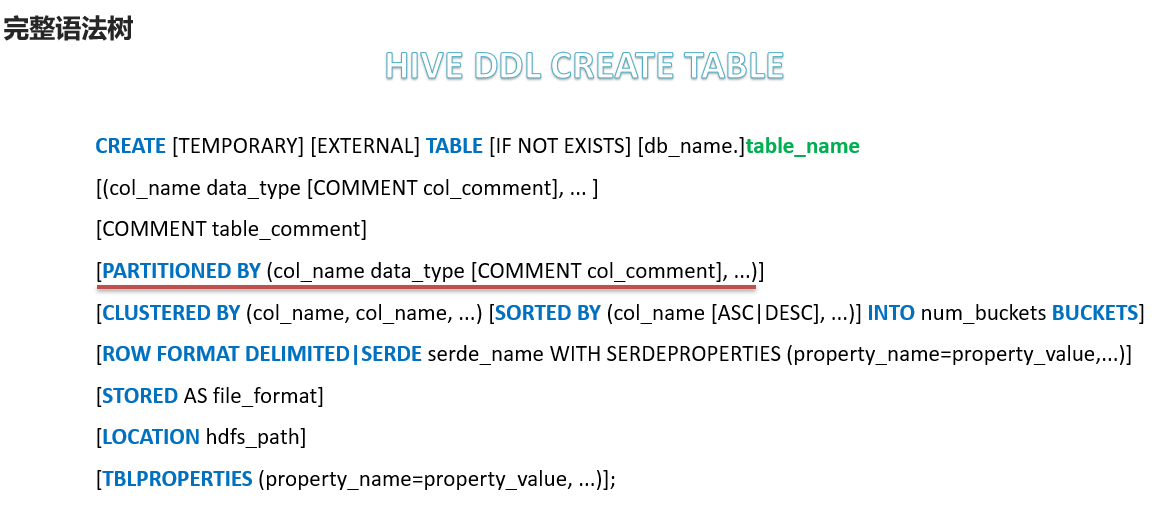 完整语法树
HIVE DDL CREATE TABLE
CREATE [TEMPORARY] [EXTERNAL] TABLE [IF NOT EXISTS] [db_name.]table_name
[(col_name data_type [COMMENT col_comment], ... ]
[COMMENT table_comment]
[PARTITIONED BY (col_name data_type [COMMENT col_comment], ...)]
[CLUSTERED BY (col_name, col_name, ...) [SORTED BY (col_name [ASC|DESC], ...)] INTO num_buckets BUCKETS]
[ROW FORMAT DELIMITED|SERDE serde_name WITH SERDEPROPERTIES (property_name=property_value,...)]
[STORED AS file_format]
[LOCATION hdfs_path]
[TBLPROPERTIES (property_name=property_value, ...)];